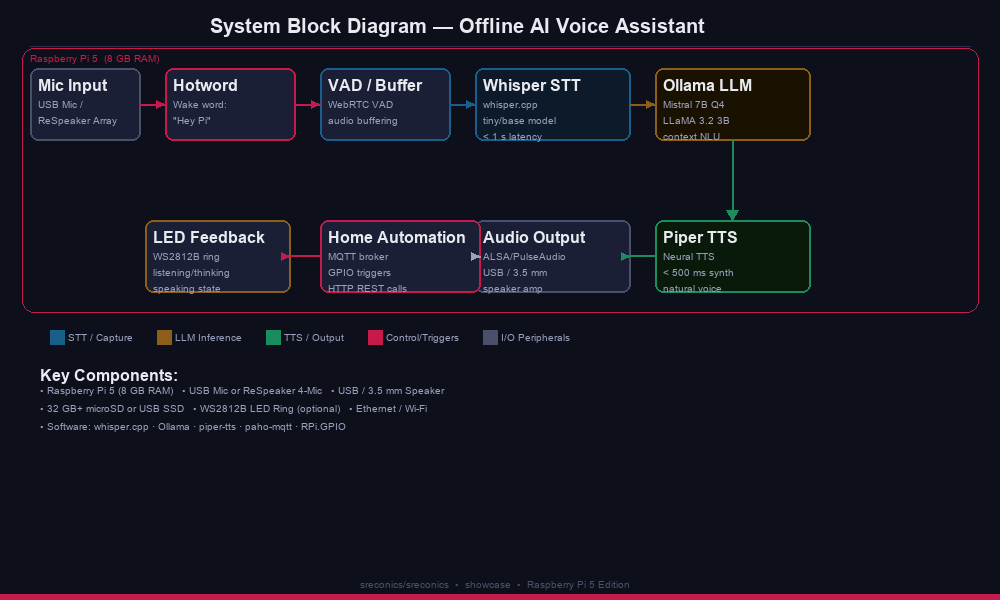 System Block Diagram — Offline AI Voice Assistant
Raspberry Pi 5  (8 GB RAM)
Mic Input
USB Mic /
ReSpeaker Array
Hotword
Wake word:
"Hey Pi"
VAD / Buffer
WebRTC VAD
audio buffering
Whisper STT
whisper.cpp
tiny/base model
< 1 s latency
Ollama LLM
Mistral 7B Q4
LLaMA 3.2 3B
context NLU
LED Feedback
WS2812B ring
listening/thinking
speaking state
Home Automation
MQTT broker
GPIO triggers
HTTP REST calls
Audio Output
ALSA/PulseAudio
USB / 3.5 mm
speaker amp
Piper TTS
Neural TTS
< 500 ms synth
natural voice
STT / Capture
LLM Inference
TTS / Output
Control/Triggers
I/O Peripherals
Key Components:
• Raspberry Pi 5 (8 GB RAM)   • USB Mic or ReSpeaker 4-Mic   • USB / 3.5 mm Speaker
• 32 GB+ microSD or USB SSD   • WS2812B LED Ring (optional)   • Ethernet / Wi-Fi
• Software: whisper.cpp · Ollama · piper-tts · paho-mqtt · RPi.GPIO
sreconics/sreconics  •  showcase  •  Raspberry Pi 5 Edition